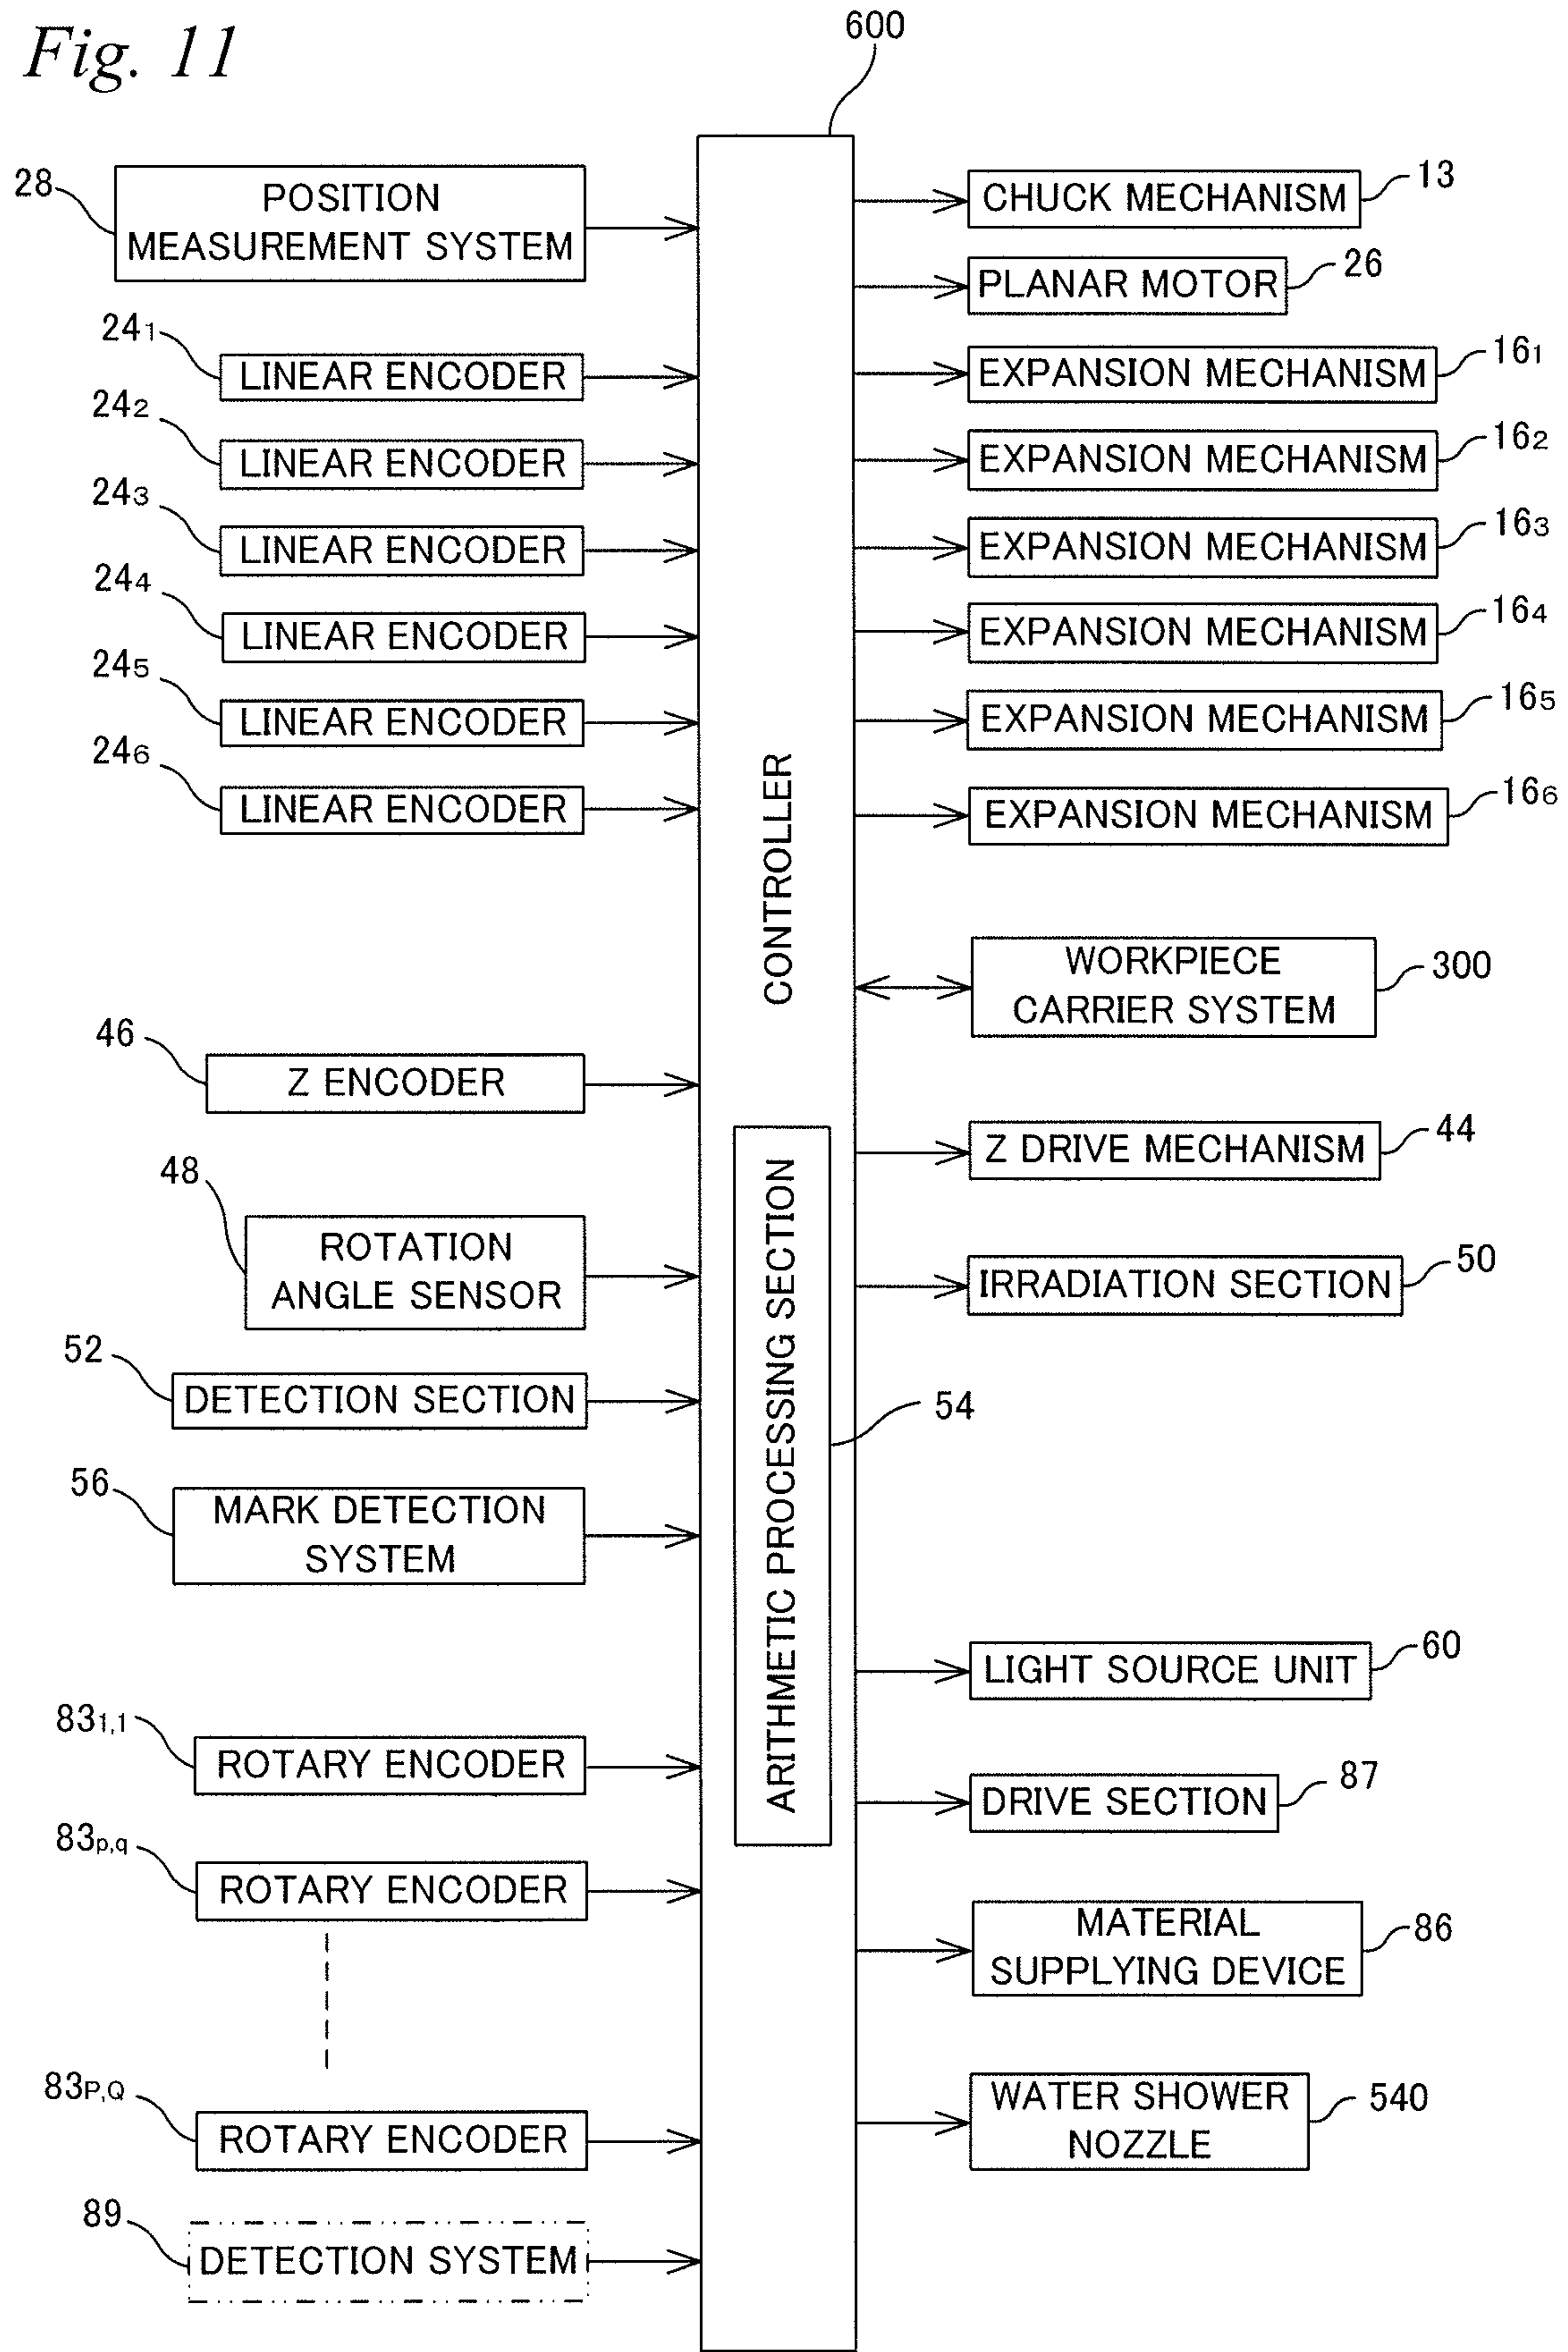 Fig. 11
600
28
POSITION
MEASUREMENT SYSTEM
24₁
LINEAR ENCODER
24₂
LINEAR ENCODER
24₃
LINEAR ENCODER
24₄
LINEAR ENCODER
24₅
LINEAR ENCODER
24₆
LINEAR ENCODER
46
Z ENCODER
48
ROTATION
ANGLE SENSOR
52
DETECTION SECTION
56
MARK DETECTION
SYSTEM
83₁,₁
ROTARY ENCODER
83p,q
ROTARY ENCODER
83P,Q
ROTARY ENCODER
89
DETECTION SYSTEM
CONTROLLER
ARITHMETIC PROCESSING SECTION
54
CHUCK MECHANISM
13
PLANAR MOTOR
26
EXPANSION MECHANISM
16₁
EXPANSION MECHANISM
16₂
EXPANSION MECHANISM
16₃
EXPANSION MECHANISM
16₄
EXPANSION MECHANISM
16₅
EXPANSION MECHANISM
16₆
WORKPIECE
CARRIER SYSTEM
300
Z DRIVE MECHANISM
44
IRRADIATION SECTION
50
LIGHT SOURCE UNIT
60
DRIVE SECTION
87
MATERIAL
SUPPLYING DEVICE
86
WATER SHOWER
NOZZLE
540